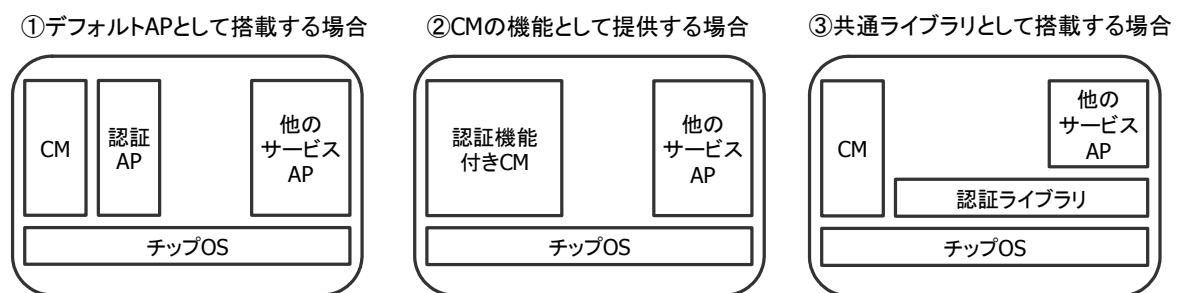 ①デフォルトAPとして搭載する場合
CM
認証
AP
他の
サービス
AP
チップOS
②CMの機能として提供する場合
認証機能
付きCM
他の
サービス
AP
チップOS
③共通ライブラリとして搭載する場合
CM
他の
サービス
AP
認証ライブラリ
チップOS